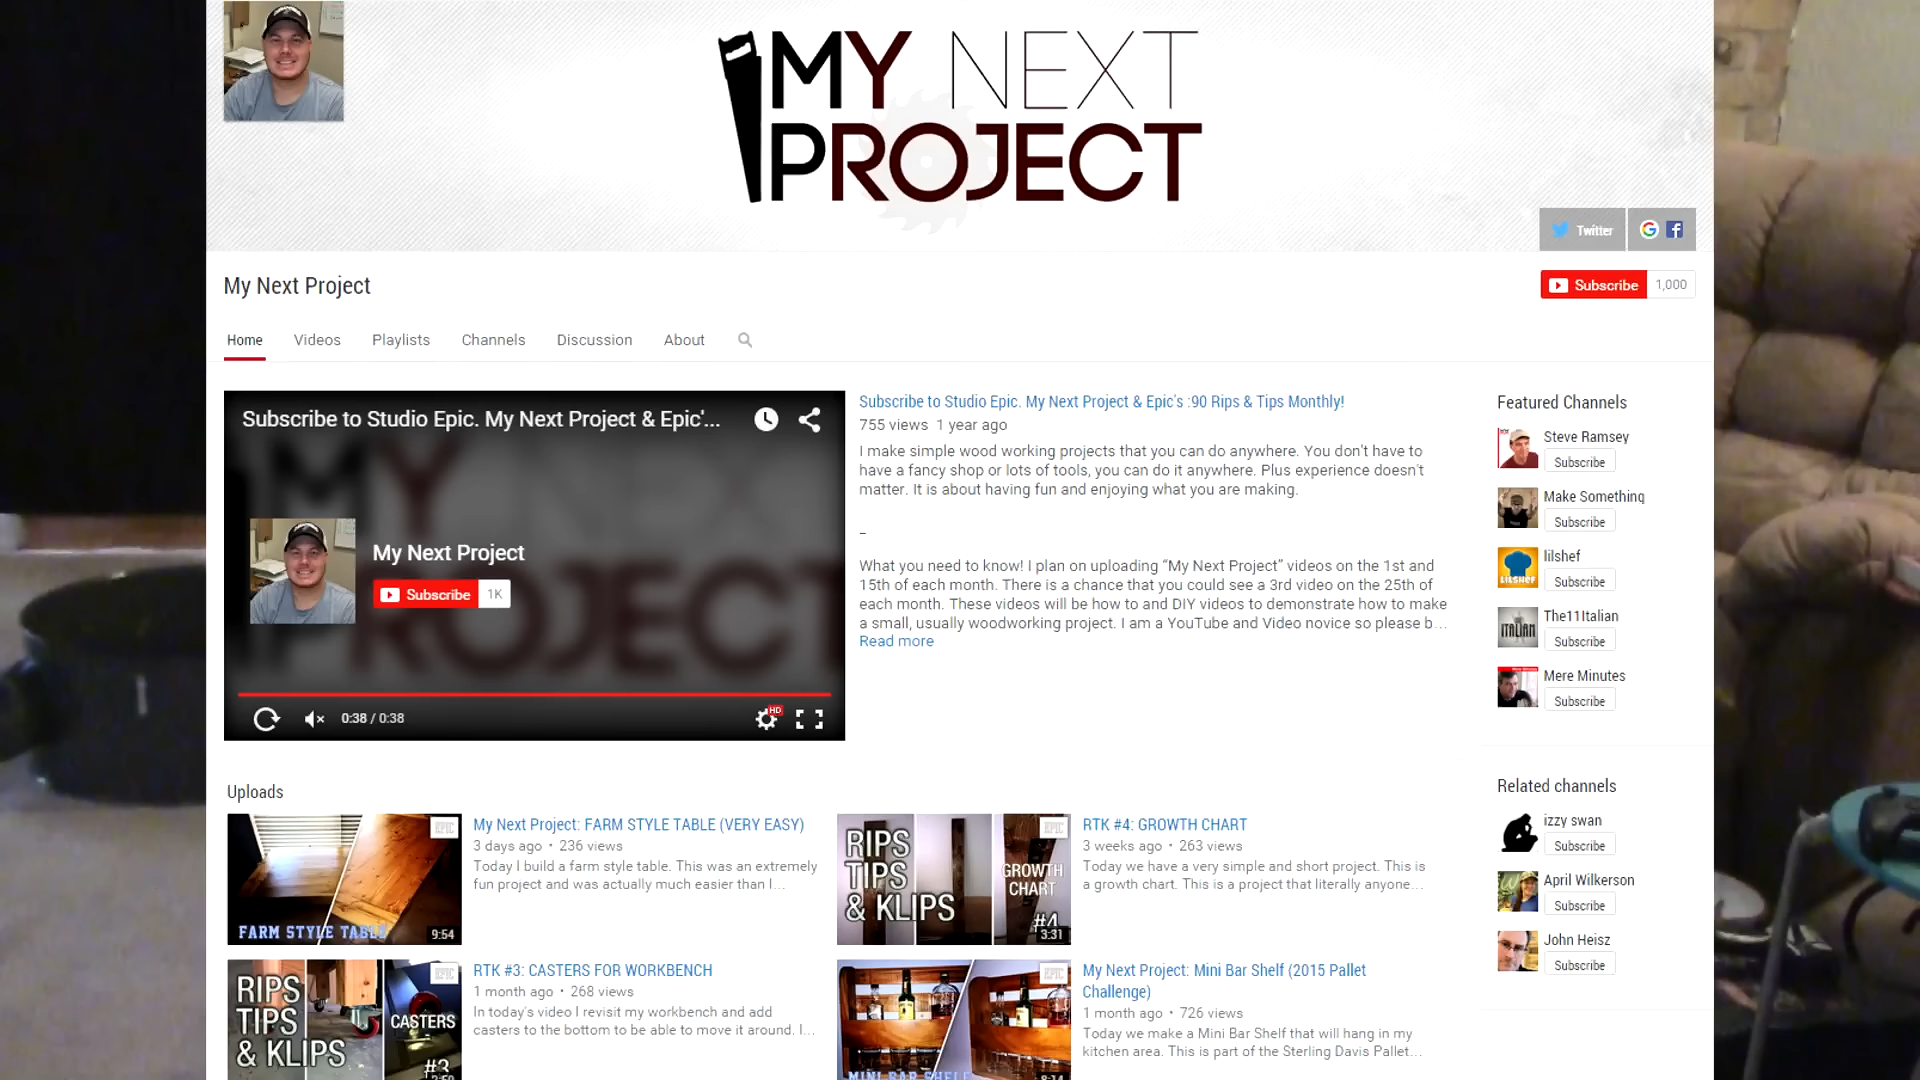 MY NEXT
PROJECT
Twitter
My Next Project
Subscribe 1,000
Home Videos Playlists Channels Discussion About
Subscribe to Studio Epic. My Next Project & Epic'...
My Next Project
Subscribe 1K
0:38 / 0:38
HD
Subscribe to Studio Epic. My Next Project & Epic's :90 Rips & Tips Monthly!
755 views 1 year ago
I make simple wood working projects that you can do anywhere. You don't have to
have a fancy shop or lots of tools, you can do it anywhere. Plus experience doesn't
matter. It is about having fun and enjoying what you are making.
_
What you need to know! I plan on uploading “My Next Project” videos on the 1st and
15th of each month. There is a chance that you could see a 3rd video on the 25th of
each month. These videos will be how to and DIY videos to demonstrate how to make
a small, usually woodworking project. I am a YouTube and Video novice so please b...
Read more
Featured Channels
Steve Ramsey
Subscribe
Make Something
Subscribe
LILSHEF
lilshef
Subscribe
ITALIAN
The11Italian
Subscribe
Mere Minutes
Subscribe
Related channels
izzy swan
Subscribe
April Wilkerson
Subscribe
John Heisz
Subscribe
Uploads
EPIC
FARM STYLE TABLE
9:54
My Next Project: FARM STYLE TABLE (VERY EASY)
3 days ago • 236 views
Today I build a farm style table. This was an extremely
fun project and was actually much easier than I...
RIPS
TIPS
& KLIPS
EPIC
GROWTH
CHART
#4
3:31
RTK #4: GROWTH CHART
3 weeks ago • 263 views
Today we have a very simple and short project. This is
a growth chart. This is a project that literally anyone...
RIPS
TIPS
& KLIPS
EPIC
CASTERS
#3
RTK #3: CASTERS FOR WORKBENCH
1 month ago • 268 views
In today's video I revisit my workbench and add
casters to the bottom to be able to move it around. I...
EPIC
MINI BAR SHELF
My Next Project: Mini Bar Shelf (2015 Pallet
Challenge)
1 month ago • 726 views
Today we make a Mini Bar Shelf that will hang in my
kitchen area. This is part of the Sterling Davis Pallet...